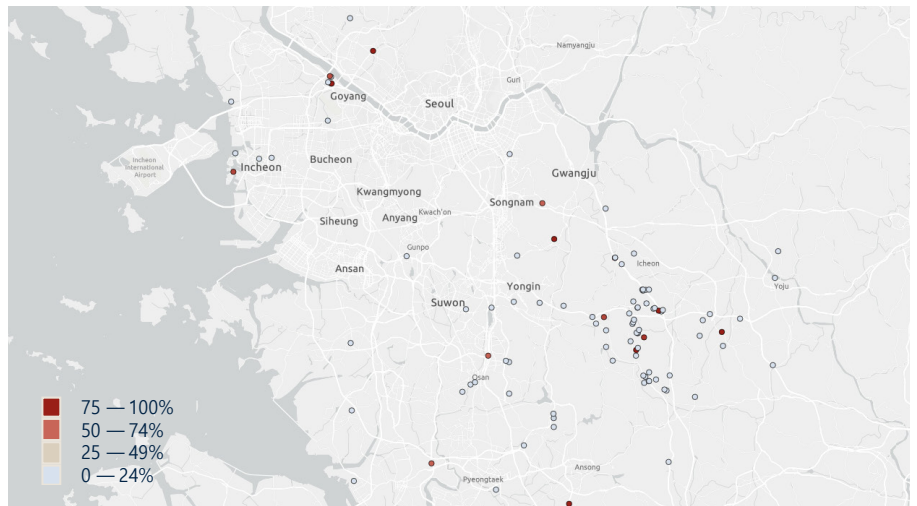 Namyangju
Guri
Goyang
Seoul
Incheon
International
Airport
Incheon
Bucheon
Gwangju
Kwangmyong
Songnam
Siheung
Anyang
Kwach'on
Gunpo
Ansan
Icheon
Yoju
Yongin
Suwon
Osan
Ansong
Pyeongtaek
75 — 100%
50 — 74%
25 — 49%
0 — 24%